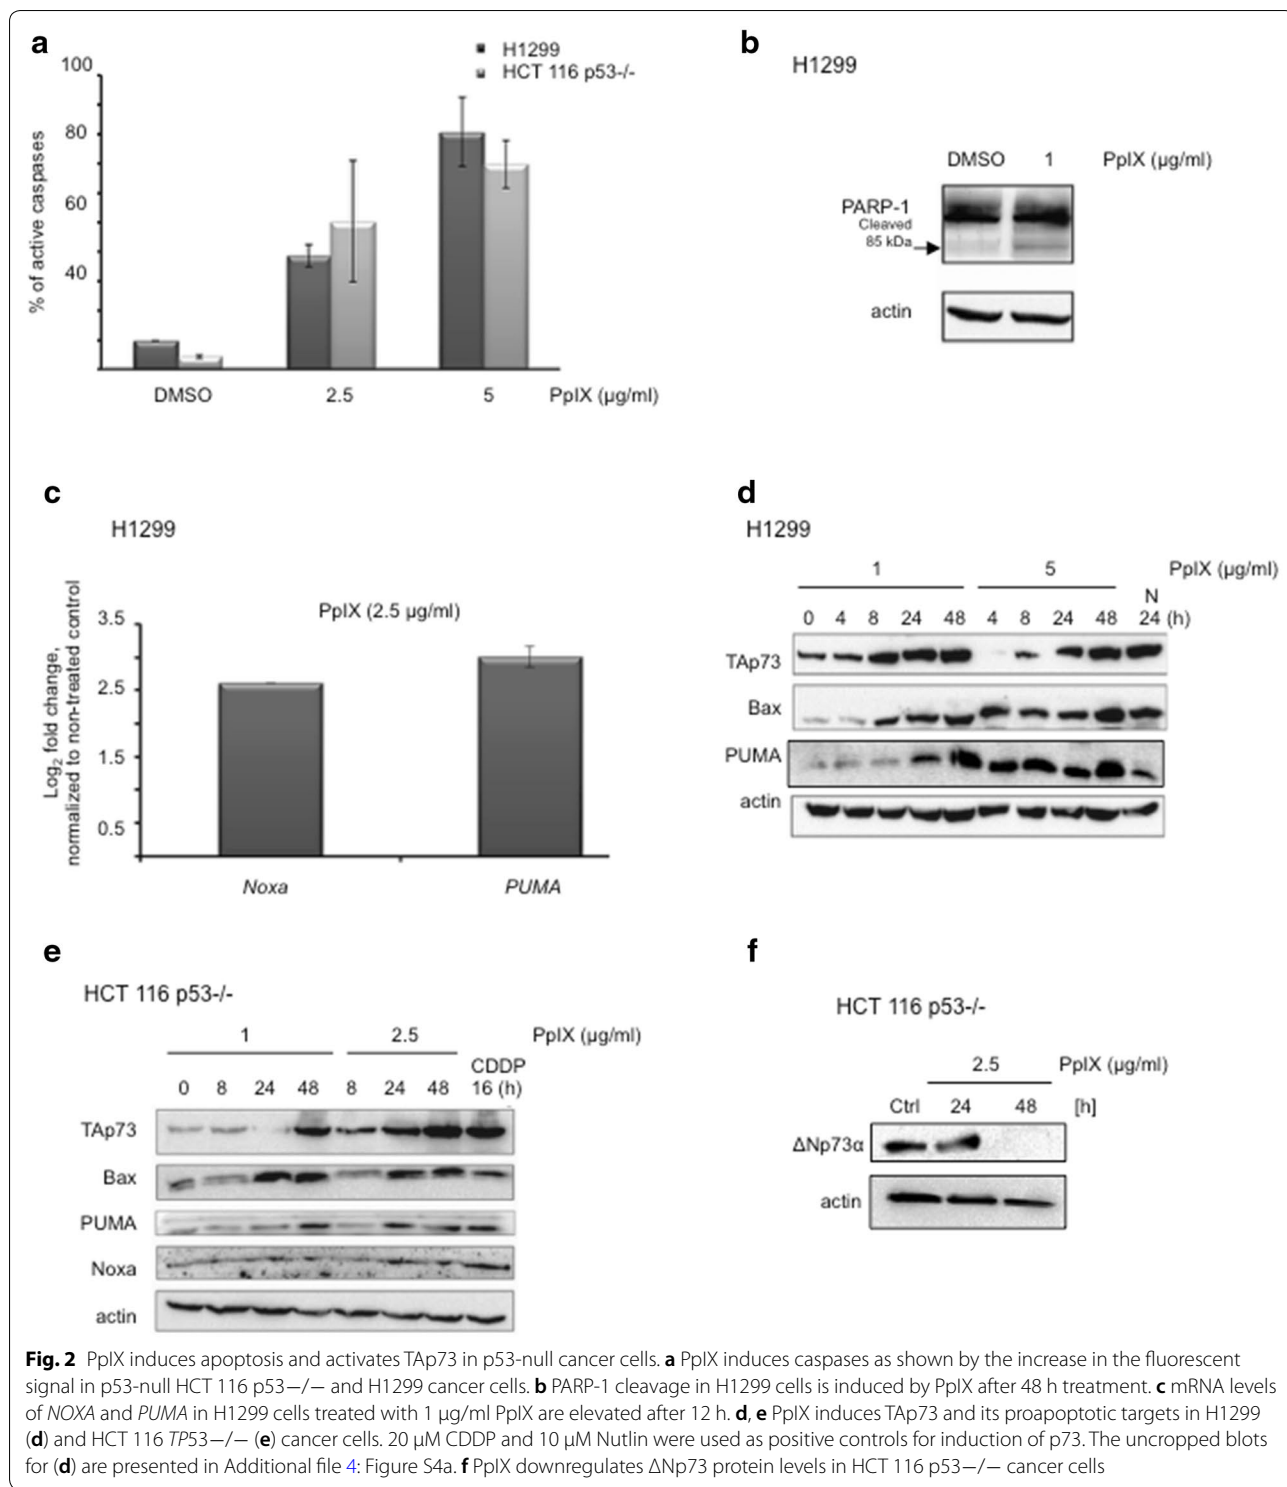 a
H1299
HCT 116 p53-/-
% of active caspases
100
80
60
40
DMSO 2.5 5 PpIX (µg/ml)
b
H1299
DMSO 1 PpIX (µg/ml)
PARP-1
Cleaved
85 kDa
actin
c
H1299
PpIX (2.5 µg/ml)
Log2 fold change,
normalized to non-treated control
3.5
2.5
1.5
0.5
Noxa PUMA
d
H1299
1 5 PpIX (µg/ml)
N
0 4 8 24 48 4 8 24 48 24 (h)
TAp73
Bax
PUMA
actin
e
HCT 116 p53-/-
1 2.5 PpIX (µg/ml)
CDDP
0 8 24 48 8 24 48 16 (h)
TAp73
Bax
PUMA
Noxa
actin
f
HCT 116 p53-/-
2.5 PpIX (µg/ml)
Ctrl 24 48 [h]
ΔNp73α
actin
Fig. 2 PpIX induces apoptosis and activates TAp73 in p53-null cancer cells. a PpIX induces caspases as shown by the increase in the fluorescent
signal in p53-null HCT 116 p53−/− and H1299 cancer cells. b PARP-1 cleavage in H1299 cells is induced by PpIX after 48 h treatment. c mRNA levels
of NOXA and PUMA in H1299 cells treated with 1 µg/ml PpIX are elevated after 12 h. d, e PpIX induces TAp73 and its proapoptotic targets in H1299
(d) and HCT 116 TP53−/− (e) cancer cells. 20 µM CDDP and 10 µM Nutlin were used as positive controls for induction of p73. The uncropped blots
for (d) are presented in Additional file 4: Figure S4a. f PpIX downregulates ΔNp73 protein levels in HCT 116 p53−/− cancer cells